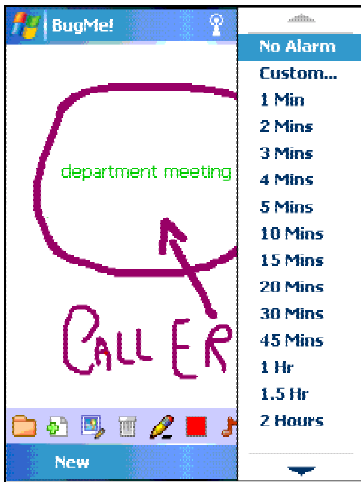 BugMe!
department meeting
CALL ER
New
No Alarm
Custom...
1 Min
2 Mins
3 Mins
4 Mins
5 Mins
10 Mins
15 Mins
20 Mins
30 Mins
45 Mins
1 Hr
1.5 Hr
2 Hours